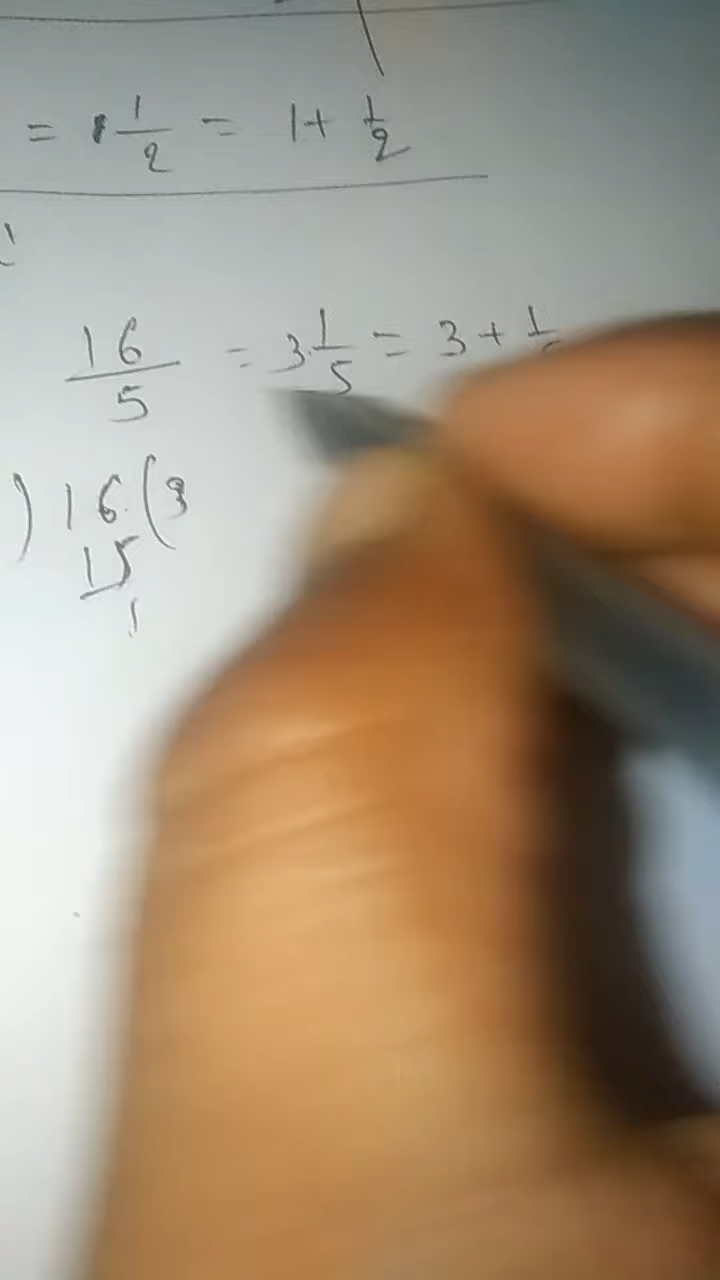 = 1 1/2 = 1 + 1/2
16/5 = 3 1/5 = 3 + 1/
) 16 ( 3
15
1